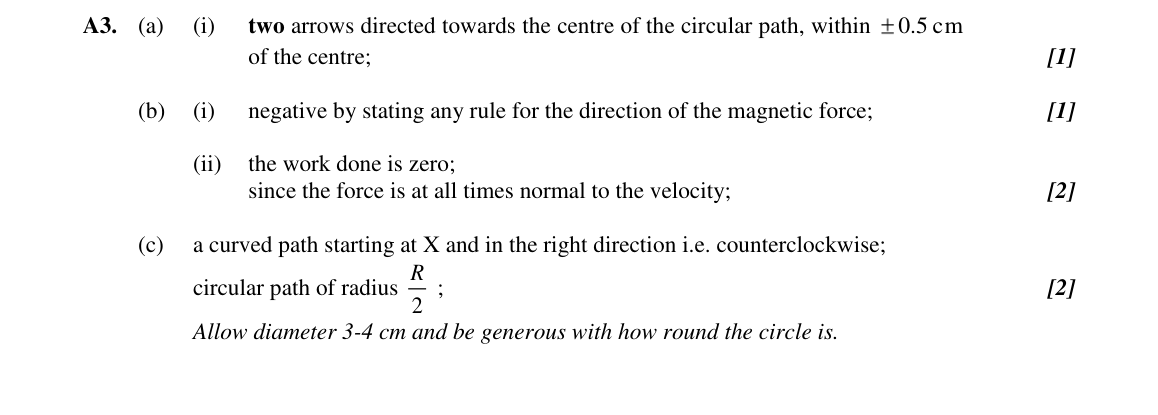 A3. (a) (i) two arrows directed towards the centre of the circular path, within ±0.5 cm
of the centre; [1]
(b) (i) negative by stating any rule for the direction of the magnetic force; [1]
(ii) the work done is zero;
since the force is at all times normal to the velocity; [2]
(c) a curved path starting at X and in the right direction i.e. counterclockwise;
circular path of radius R/2 ; [2]
Allow diameter 3-4 cm and be generous with how round the circle is.